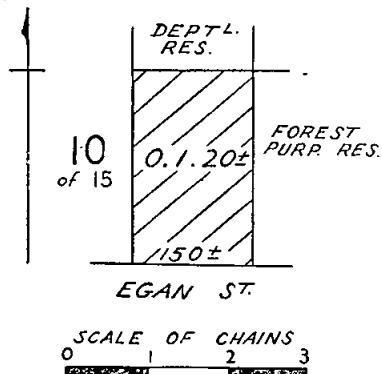 DEPTL.
RES.
10
of 15
0.1.20±
FOREST
PURP. RES.
150±
EGAN ST.
SCALE OF CHAINS
0 1 2 3